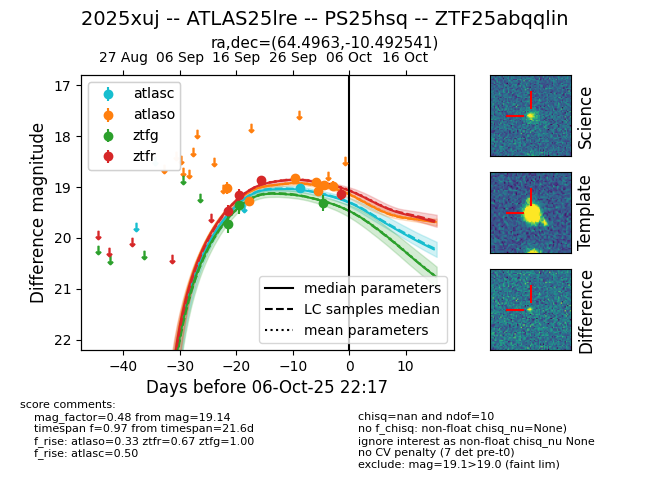 2025xuj -- ATLAS25lre -- PS25hsq -- ZTF25abqqlin
ra,dec=(64.4963,-10.492541)
27 Aug 06 Sep 16 Sep 26 Sep 06 Oct 16 Oct
17
18
19
20
21
22
Difference magnitude
atlasc
atlaso
ztfg
ztfr
median parameters
LC samples median
mean parameters
−40 −30 −20 −10 0 10
Days before 06-Oct-25 22:17
Science
Template
Difference
score comments:
mag_factor=0.48 from mag=19.14
timespan f=0.97 from timespan=21.6d
f_rise: atlaso=0.33 ztfr=0.67 ztfg=1.00
f_rise: atlasc=0.50
chisq=nan and ndof=10
no f_chisq: non-float chisq_nu=None)
ignore interest as non-float chisq_nu None
no CV penalty (7 det pre-t0)
exclude: mag=19.1>19.0 (faint lim)